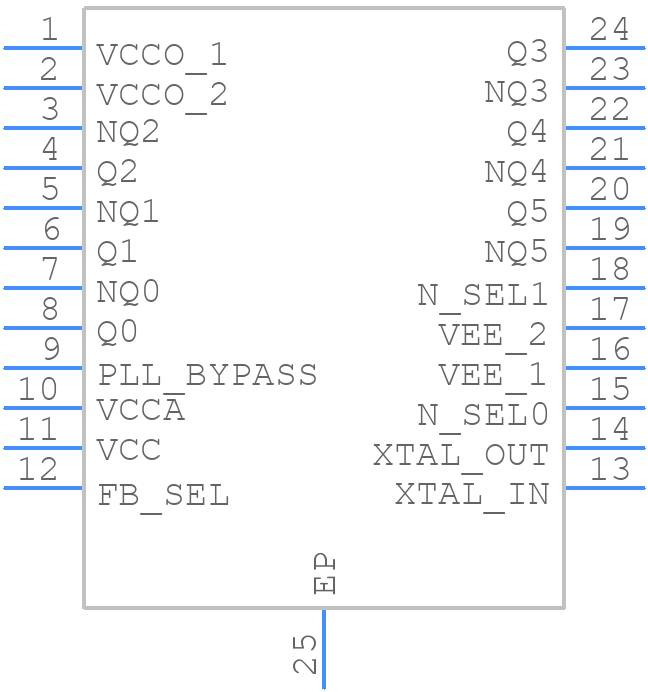 1 VCCO_1 Q3 24
2 VCCO_2 NQ3 23
3 NQ2 Q4 22
4 Q2 NQ4 21
5 NQ1 Q5 20
6 Q1 NQ5 19
7 NQ0 N_SEL1 18
8 Q0 VEE_2 17
9 PLL_BYPASS VEE_1 16
10 VCCA N_SEL0 15
11 VCC XTAL_OUT 14
12 FB_SEL XTAL_IN 13
EP
25